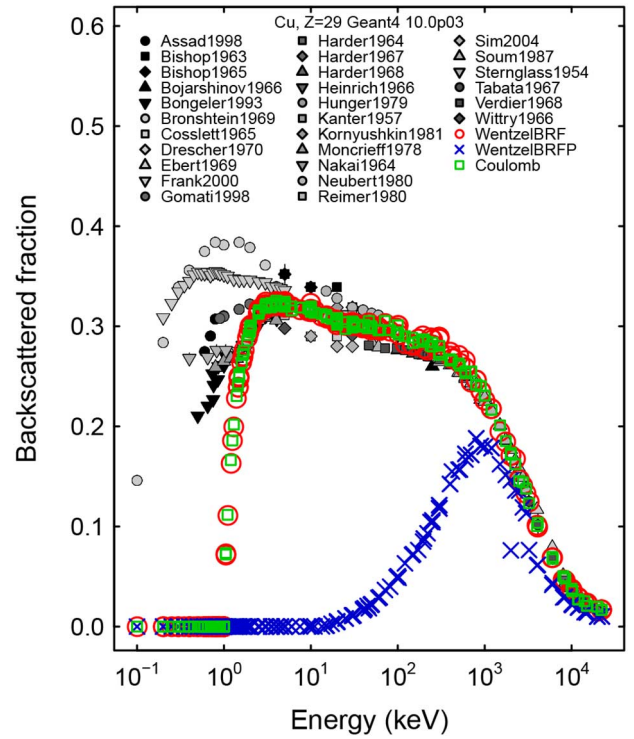 Cu, Z=29 Geant4 10.0p03
Assad1998
Bishop1963
Bishop1965
Bojarshinov1966
Bongeler1993
Bronshtein1969
Cosslett1965
Drescher1970
Ebert1969
Frank2000
Gomati1998
Harder1964
Harder1967
Harder1968
Heinrich1966
Hunger1979
Kanter1957
Kornyushkin1981
Moncrieff1978
Nakai1964
Neubert1980
Reimer1980
Sim2004
Soum1987
Sternglass1954
Tabata1967
Verdier1968
Wittry1966
WentzelBRF
WentzelBRFP
Coulomb
Backscattered fraction
0.6
0.5
0.4
0.3
0.2
0.1
0.0
10⁻¹ 10⁰ 10¹ 10² 10³ 10⁴
Energy (keV)